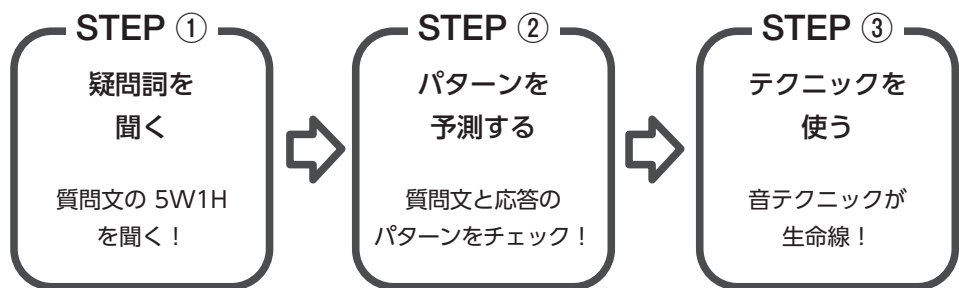 STEP ①
疑問詞を
聞く
質問文の 5W1H
を聞く！
STEP ②
パターンを
予測する
質問文と応答の
パターンをチェック！
STEP ③
テクニックを
使う
音テクニックが
生命線！